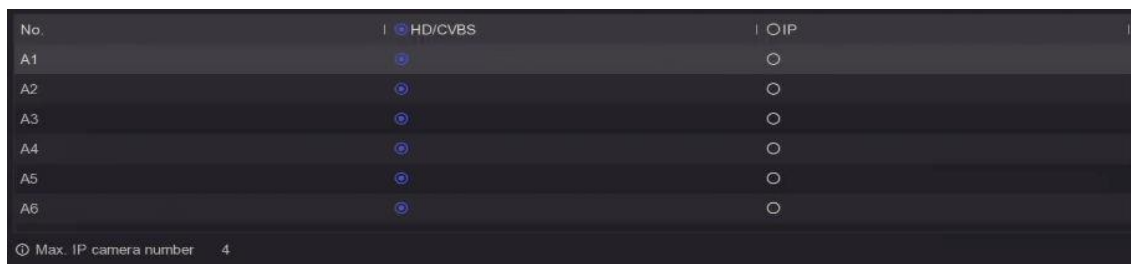 No. HD/CVBS IP
A1
A2
A3
A4
A5
A6
Max. IP camera number 4